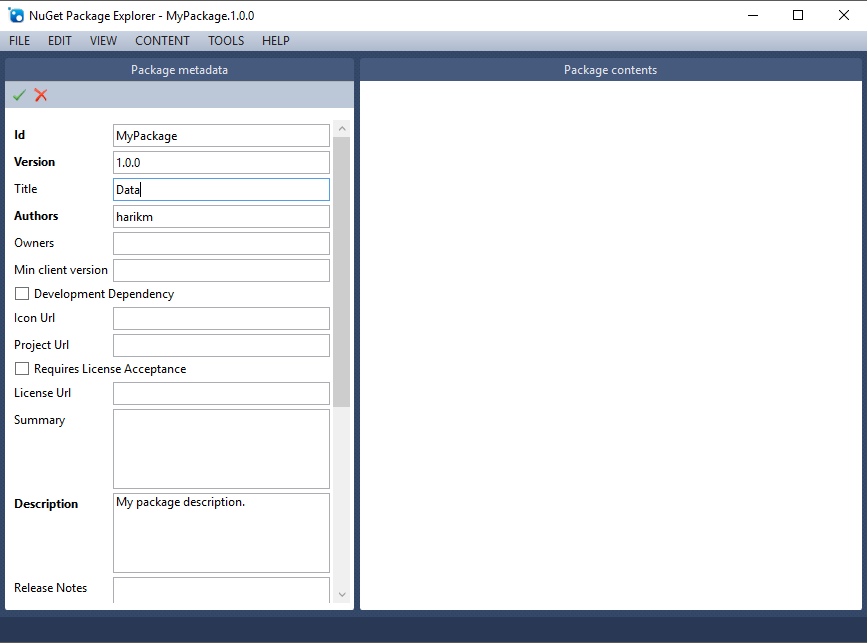 NuGet Package Explorer - MyPackage.1.0.0
FILE EDIT VIEW CONTENT TOOLS HELP
Package metadata
Package contents
Id MyPackage
Version 1.0.0
Title Data
Authors harikm
Owners
Min client version
Development Dependency
Icon Url
Project Url
Requires License Acceptance
License Url
Summary
Description My package description.
Release Notes